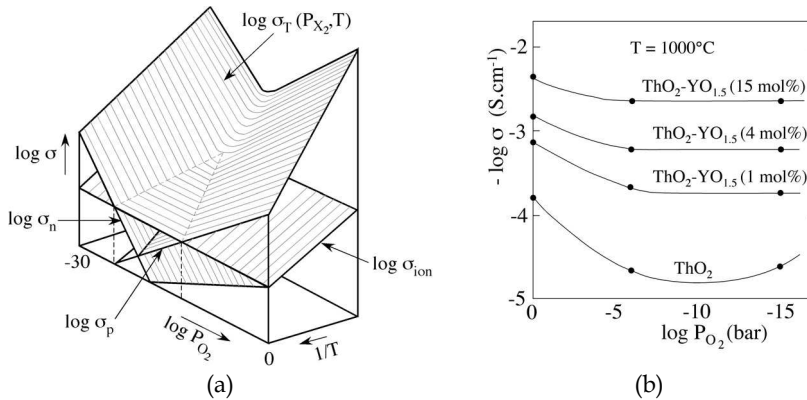 log σT (PX2,T)
log σ
log σn
-30
log σp
log PO2
0
1/T
log σion
(a)
T = 1000°C
- log σ (S.cm-1)
-2
-3
-4
-5
ThO2-YO1.5 (15 mol%)
ThO2-YO1.5 (4 mol%)
ThO2-YO1.5 (1 mol%)
ThO2
0
-5
-10
-15
log PO2(bar)
(b)